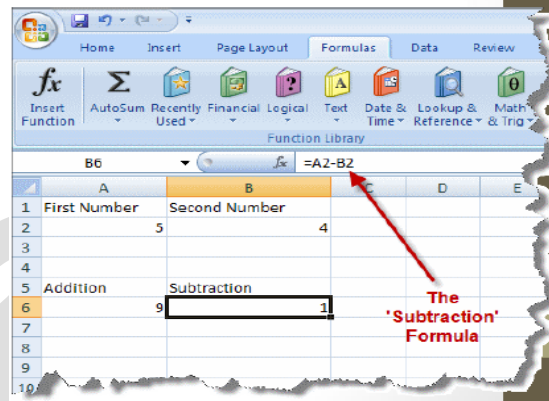 Home Insert Page Layout Formulas Data Review
fx Σ ? A θ
Insert Function AutoSum Recently Used Financial Logical Text Date & Time Lookup & Reference Math & Trig
Function Library
B6 fx =A2-B2
A B C D E
1 First Number Second Number
2 5 4
3
4
5 Addition Subtraction
6 9 1
7
8
9
10
The
'Subtraction'
Formula